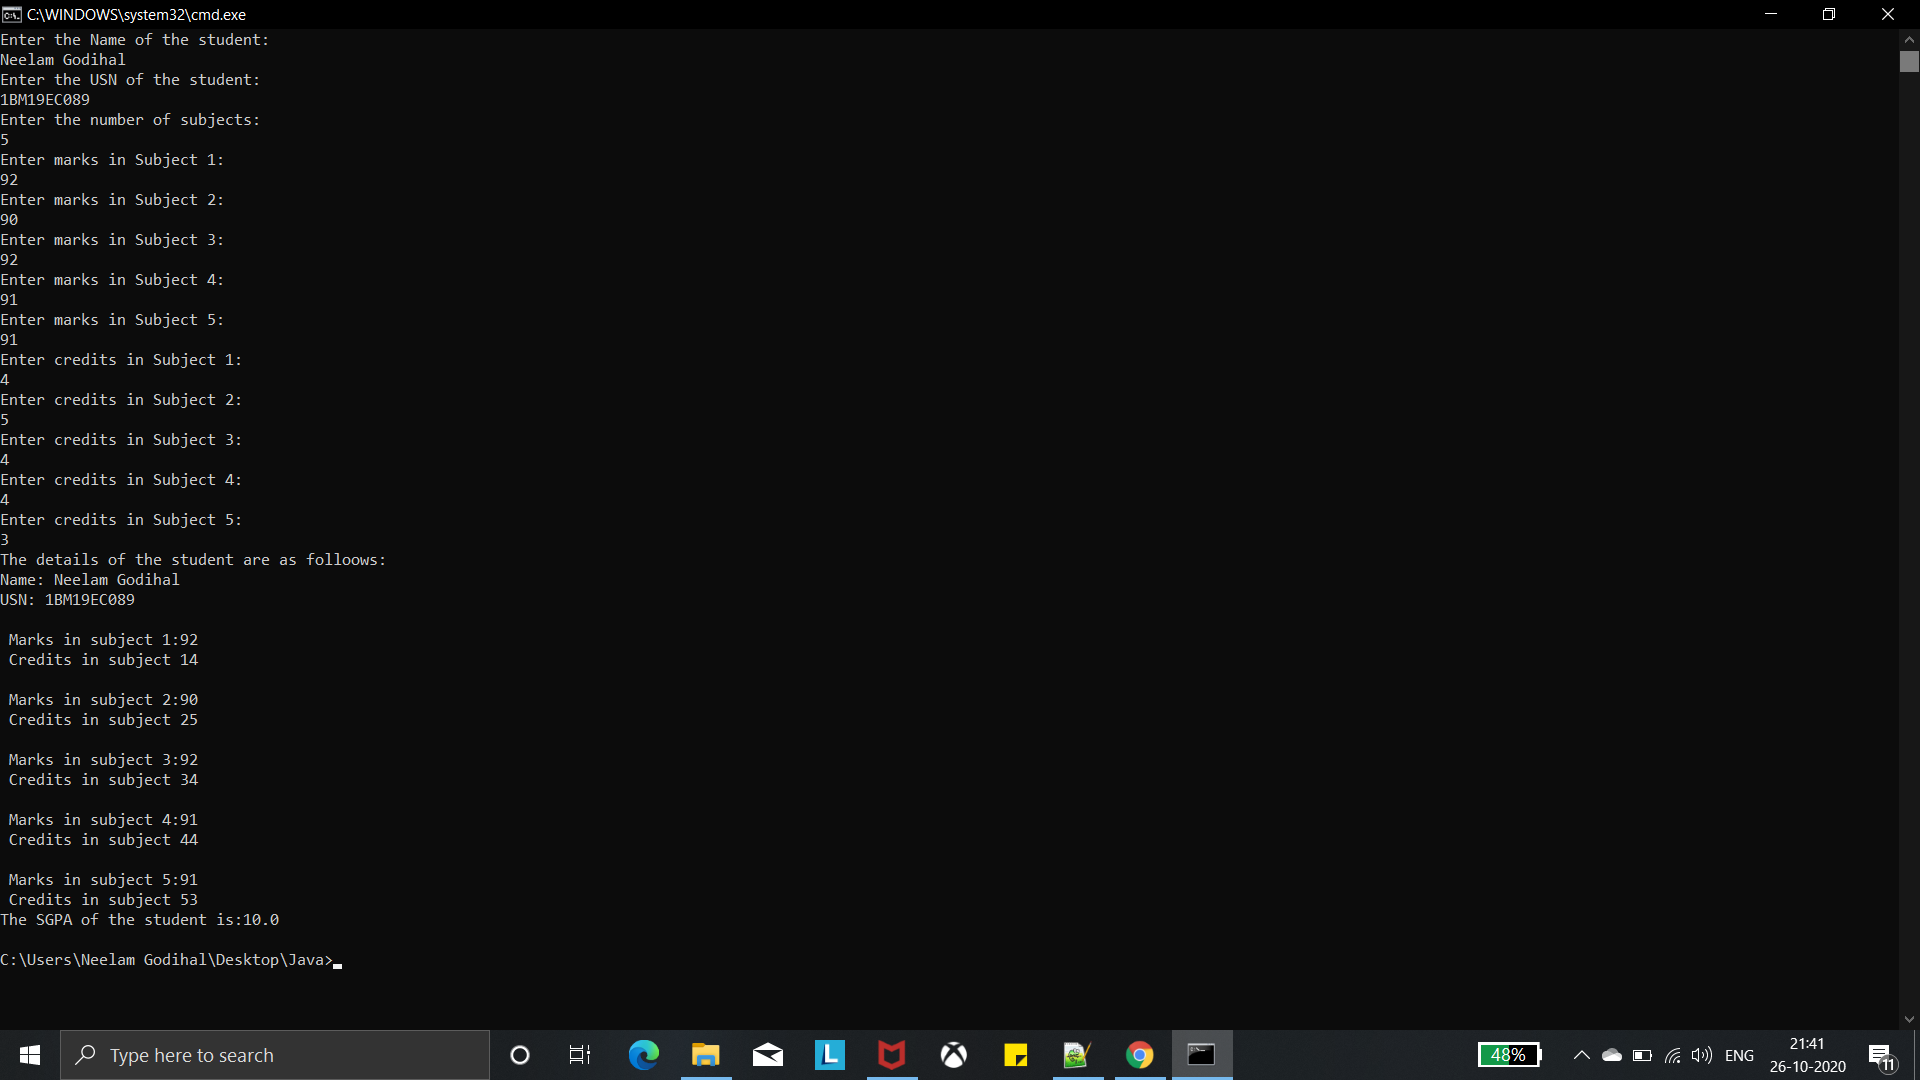 C:\WINDOWS\system32\cmd.exe
Enter the Name of the student:
Neelam Godihal
Enter the USN of the student:
1BM19EC089
Enter the number of subjects:
5
Enter marks in Subject 1:
92
Enter marks in Subject 2:
90
Enter marks in Subject 3:
92
Enter marks in Subject 4:
91
Enter marks in Subject 5:
91
Enter credits in Subject 1:
4
Enter credits in Subject 2:
5
Enter credits in Subject 3:
4
Enter credits in Subject 4:
4
Enter credits in Subject 5:
3
The details of the student are as folloows:
Name: Neelam Godihal
USN: 1BM19EC089
Marks in subject 1:92
Credits in subject 14
Marks in subject 2:90
Credits in subject 25
Marks in subject 3:92
Credits in subject 34
Marks in subject 4:91
Credits in subject 44
Marks in subject 5:91
Credits in subject 53
The SGPA of the student is:10.0
C:\Users\Neelam Godihal\Desktop\Java>
Type here to search
L
48%
ENG
21:41
26-10-2020
11